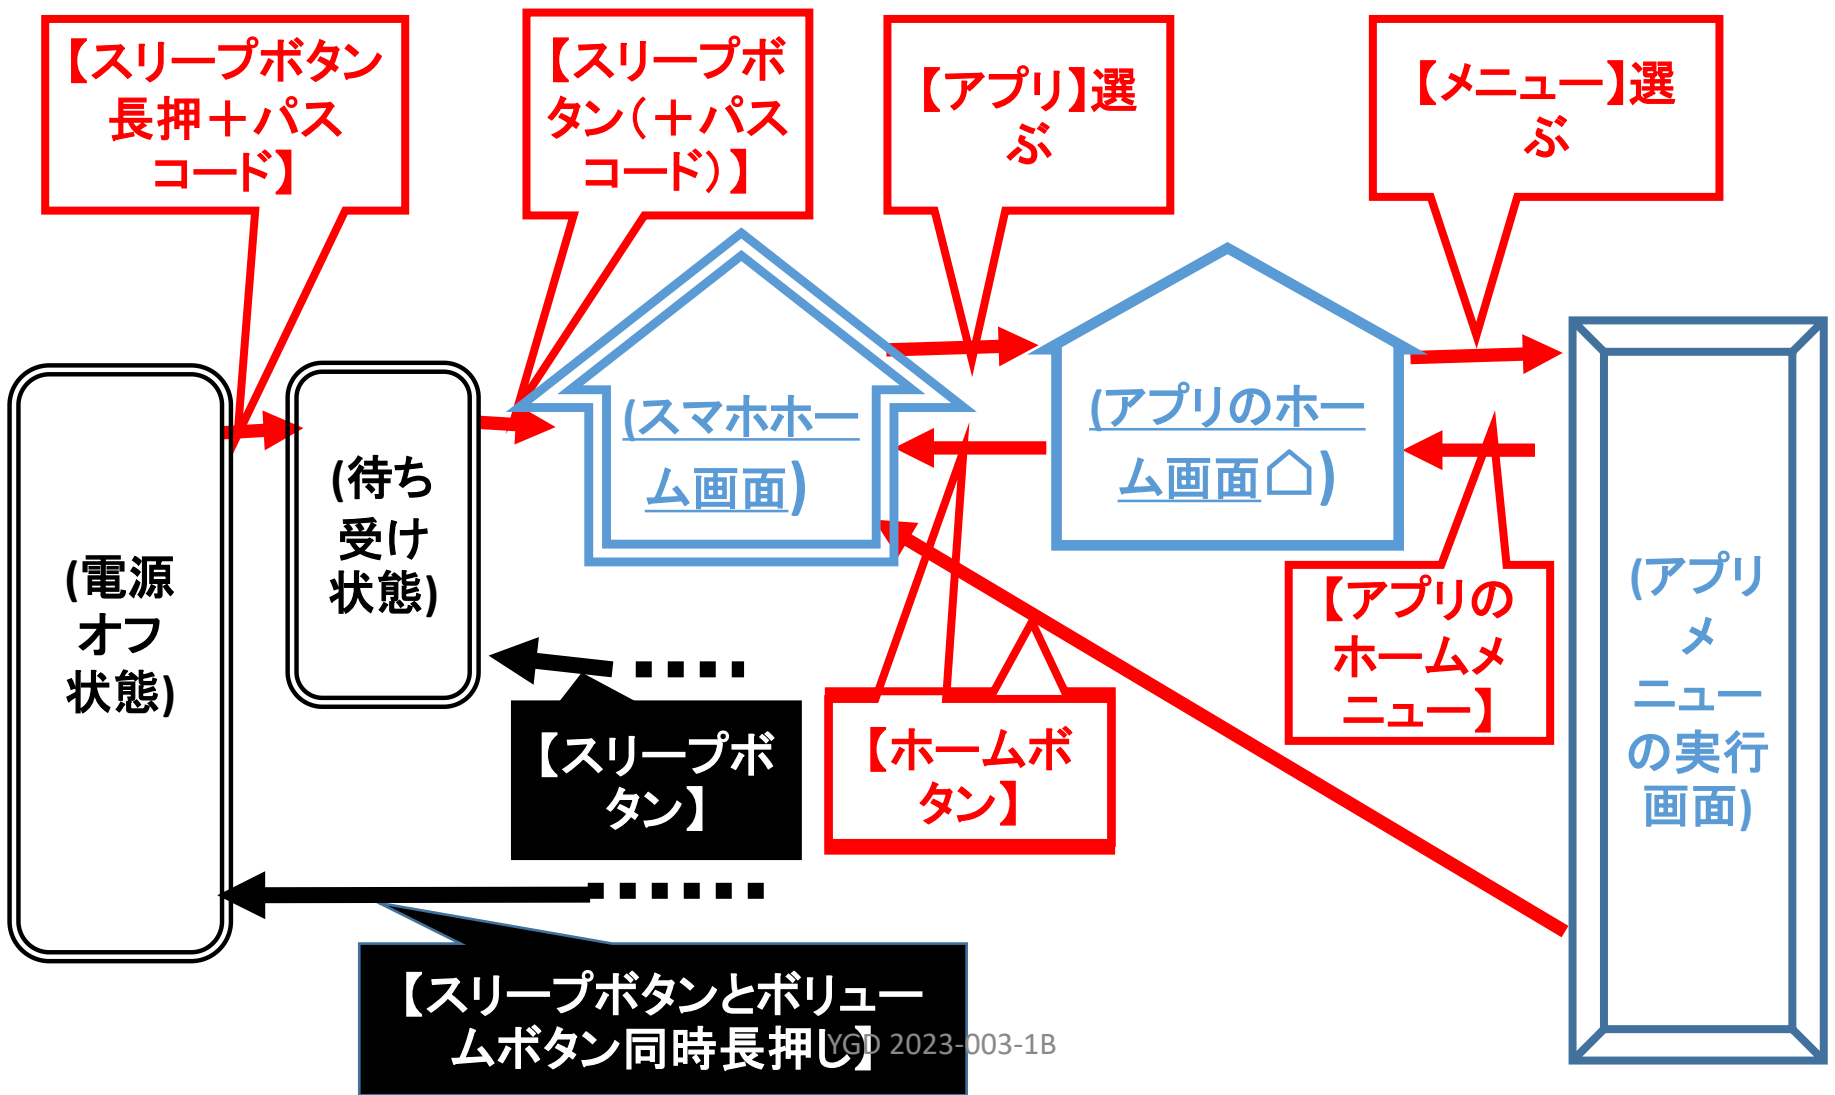 【スリープボタン
長押＋パス
コード】
【スリープボ
タン(＋パス
コード)】
【アプリ】選
ぶ
【メニュー】選
ぶ
(電源
オフ
状態)
(待ち
受け
状態)
(スマホホー
ム画面)
(アプリのホー
ム画面⌂)
(アプリ
メ
ニュー
の実行
画面)
【アプリの
ホームメ
ニュー】
【ホームボ
タン】
【スリープボ
タン】
【スリープボタンとボリュー
ムボタン同時長押し】
YGD 2023-003-1B